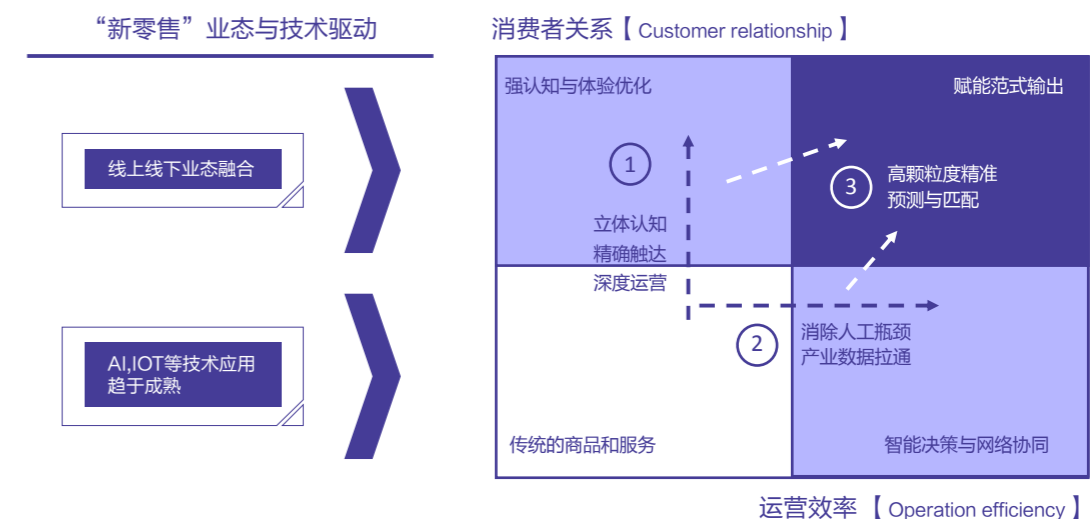 “新零售”业态与技术驱动
线上线下业态融合
AI,IOT等技术应用
趋于成熟
消费者关系【 Customer relationship 】
强认知与体验优化
赋能范式输出
1
立体认知
精确触达
深度运营
3
高颗粒度精准
预测与匹配
2
消除人工瓶颈
产业数据拉通
传统的商品和服务
智能决策与网络协同
运营效率 【 Operation efficiency 】